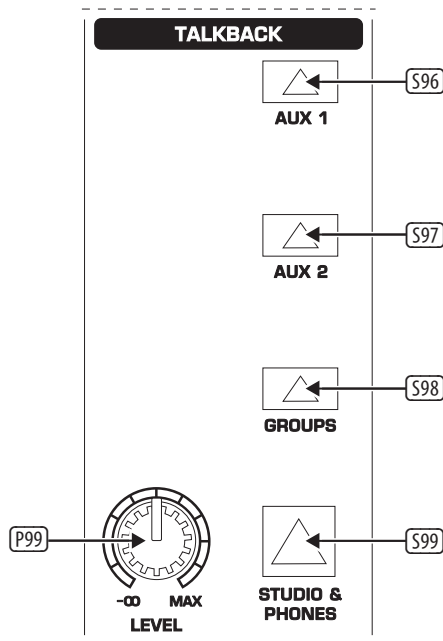 TALKBACK
S96
AUX 1
S97
AUX 2
S98
GROUPS
P99
S99
-∞ MAX
LEVEL
STUDIO &
PHONES